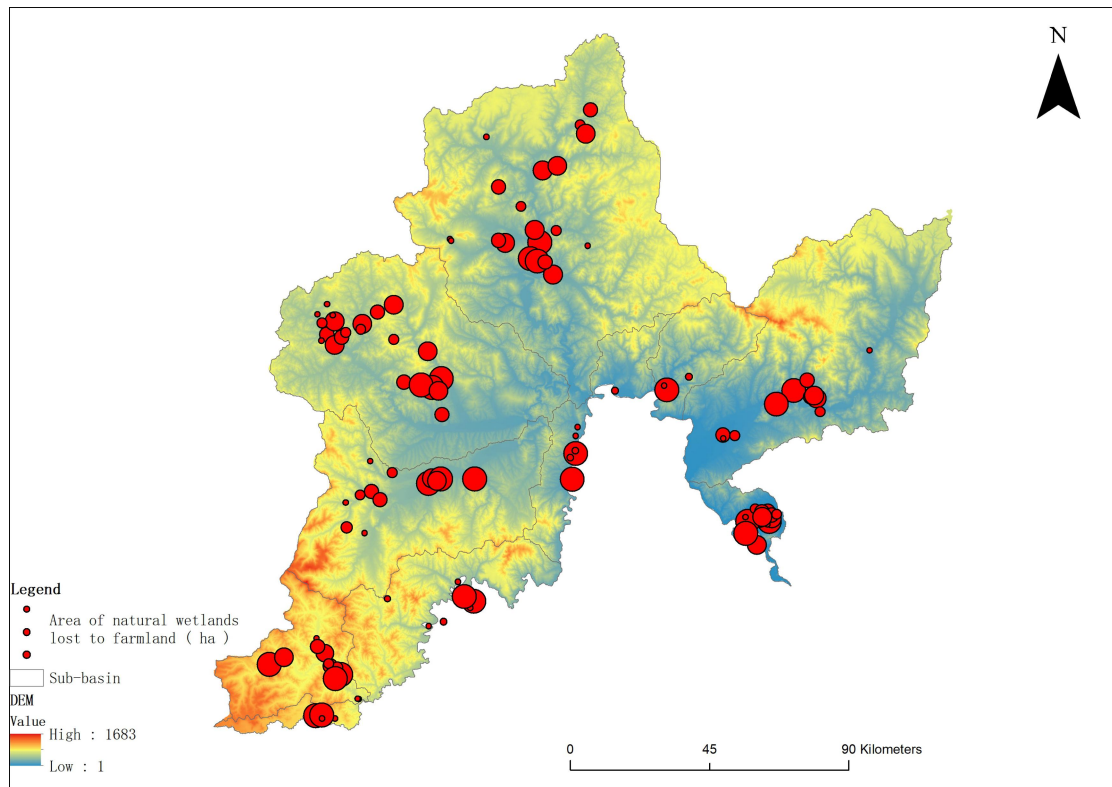 N
Legend
Area of natural wetlands
lost to farmland ( ha )
Sub-basin
DEM
Value
High : 1683
Low : 1
0 45 90 Kilometers